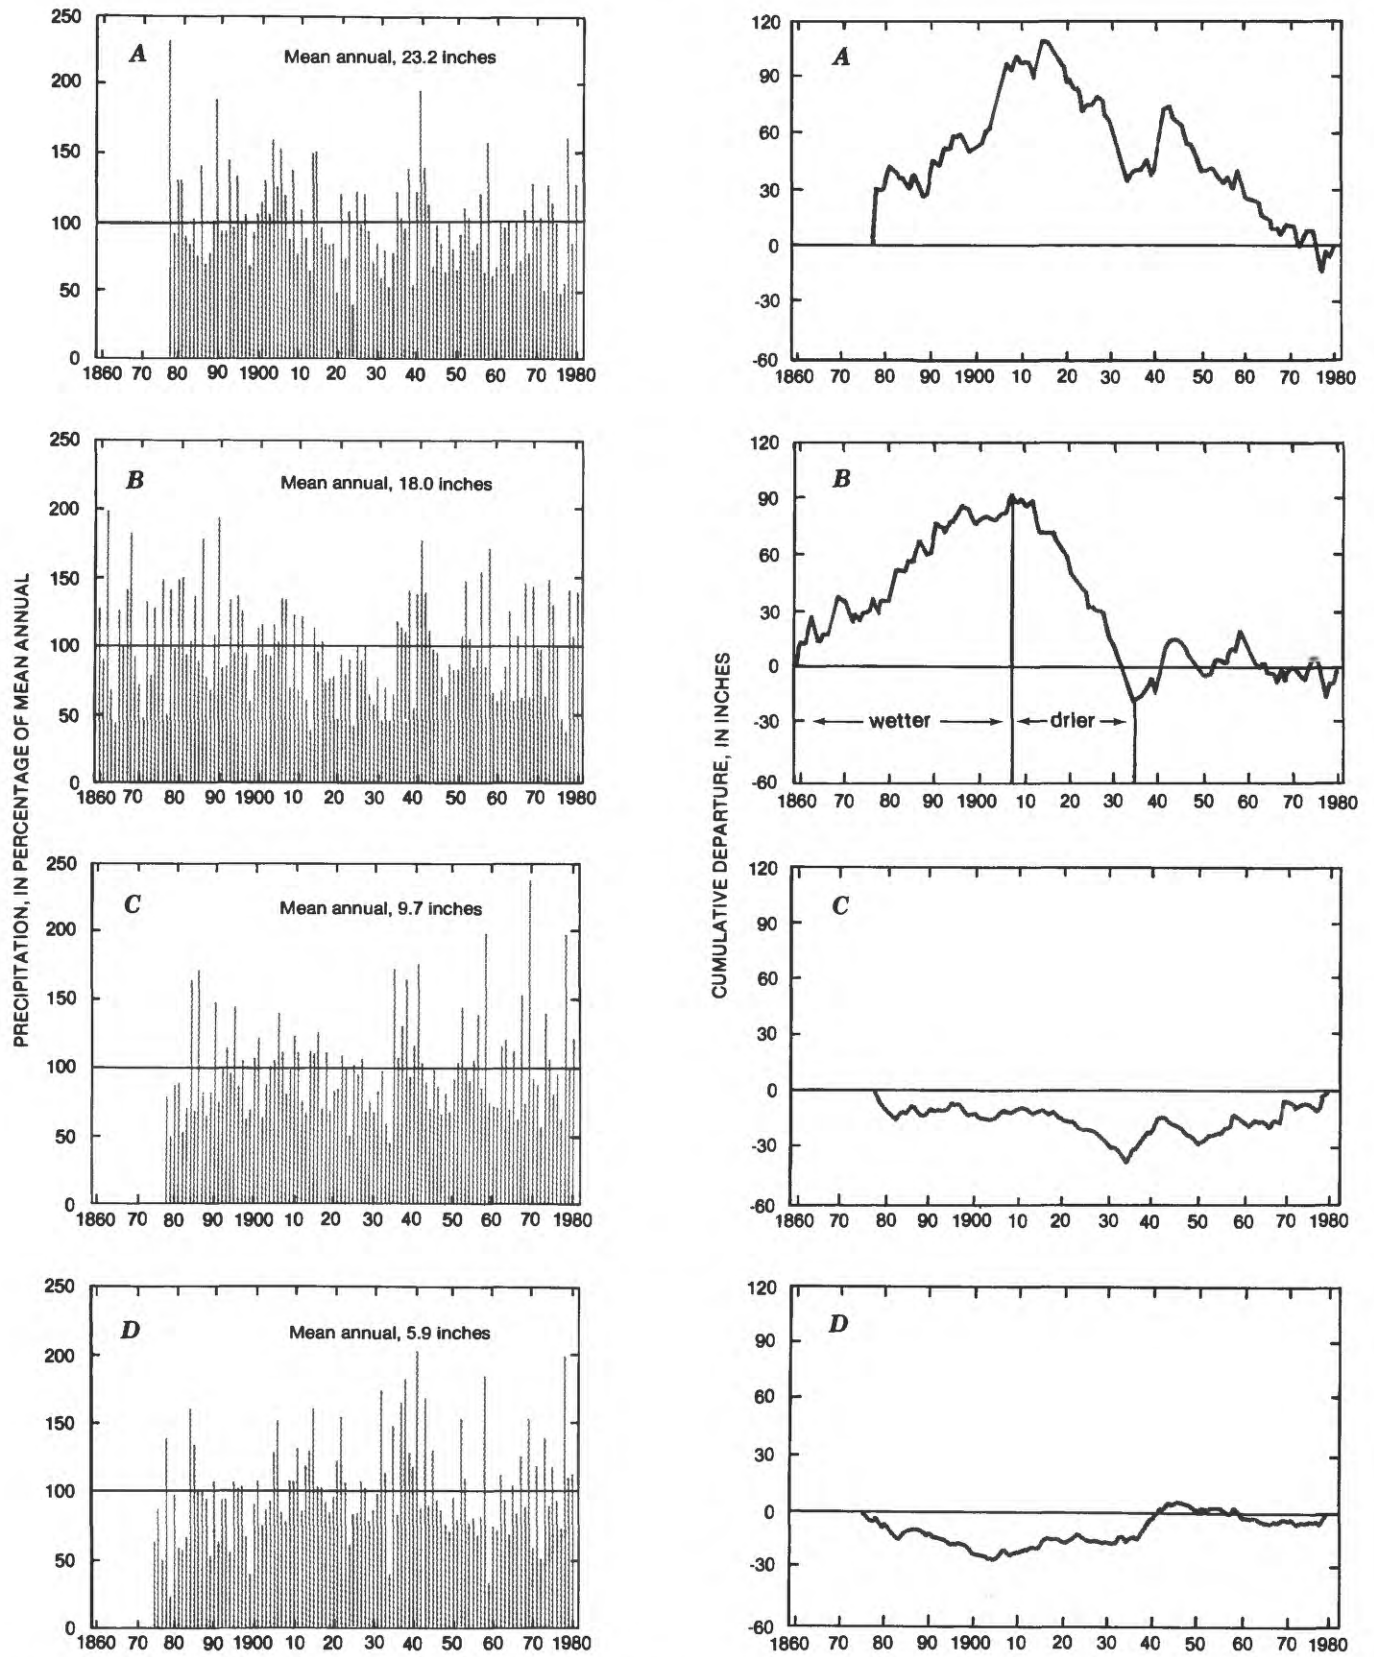 PRECIPITATION, IN PERCENTAGE OF MEAN ANNUAL
250
200
150
100
50
0
A
Mean annual, 23.2 inches
1860 70 80 90 1900 10 20 30 40 50 60 70 1980
250
200
150
100
50
0
B
Mean annual, 18.0 inches
1860 70 80 90 1900 10 20 30 40 50 60 70 1980
250
200
150
100
50
0
C
Mean annual, 9.7 inches
1860 70 80 90 1900 10 20 30 40 50 60 70 1980
250
200
150
100
50
0
D
Mean annual, 5.9 inches
1860 70 80 90 1900 10 20 30 40 50 60 70 1980
CUMULATIVE DEPARTURE, IN INCHES
120
90
60
30
0
-30
-60
A
1860 70 80 90 1900 10 20 30 40 50 60 70 1980
120
90
60
30
0
-30
-60
B
wetter drier
1860 70 80 90 1900 10 20 30 40 50 60 70 1980
120
90
60
30
0
-30
-60
C
1860 70 80 90 1900 10 20 30 40 50 60 70 1980
120
90
60
30
0
-30
-60
D
1860 70 80 90 1900 10 20 30 40 50 60 70 1980